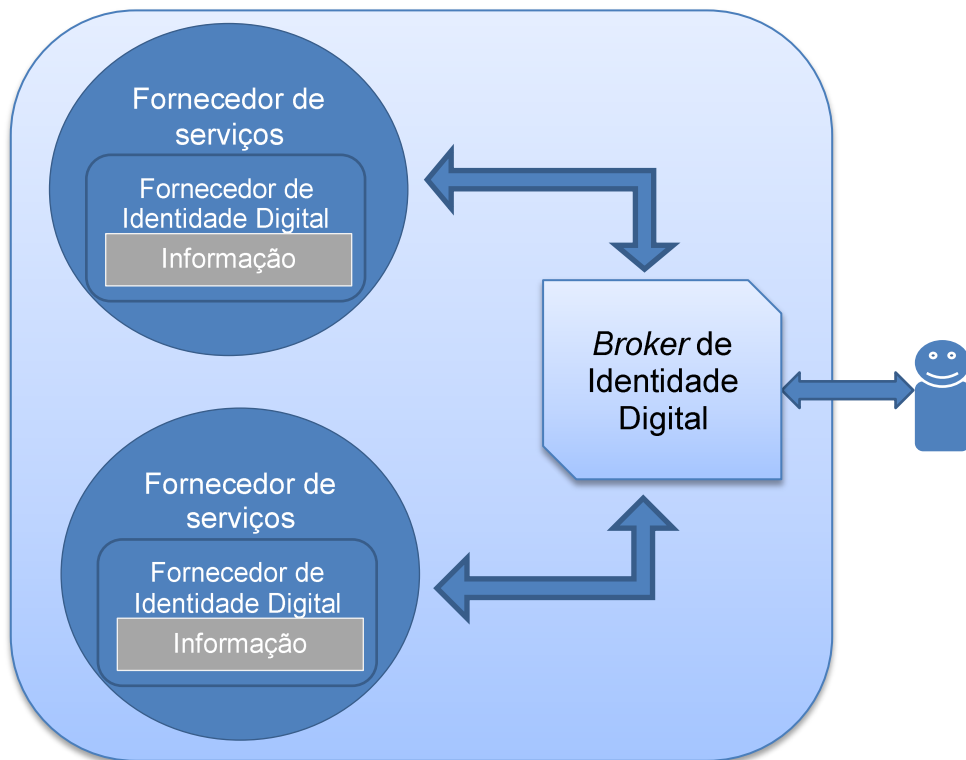 Fornecedor de
serviços
Fornecedor de
Identidade Digital
Informação
Broker de
Identidade
Digital
Fornecedor de
serviços
Fornecedor de
Identidade Digital
Informação